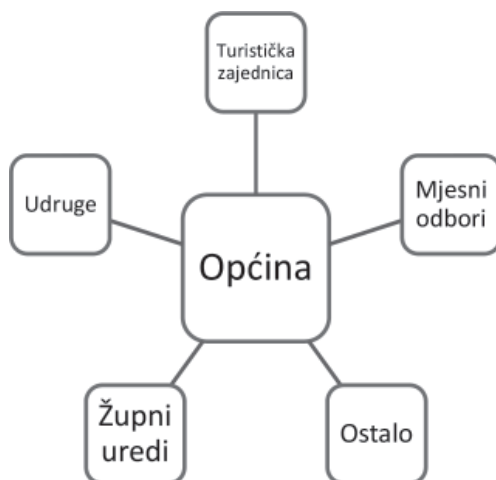 Turistička
zajednica
Udruge
Mjesni
odbori
Općina
Župni
uredi
Ostalo